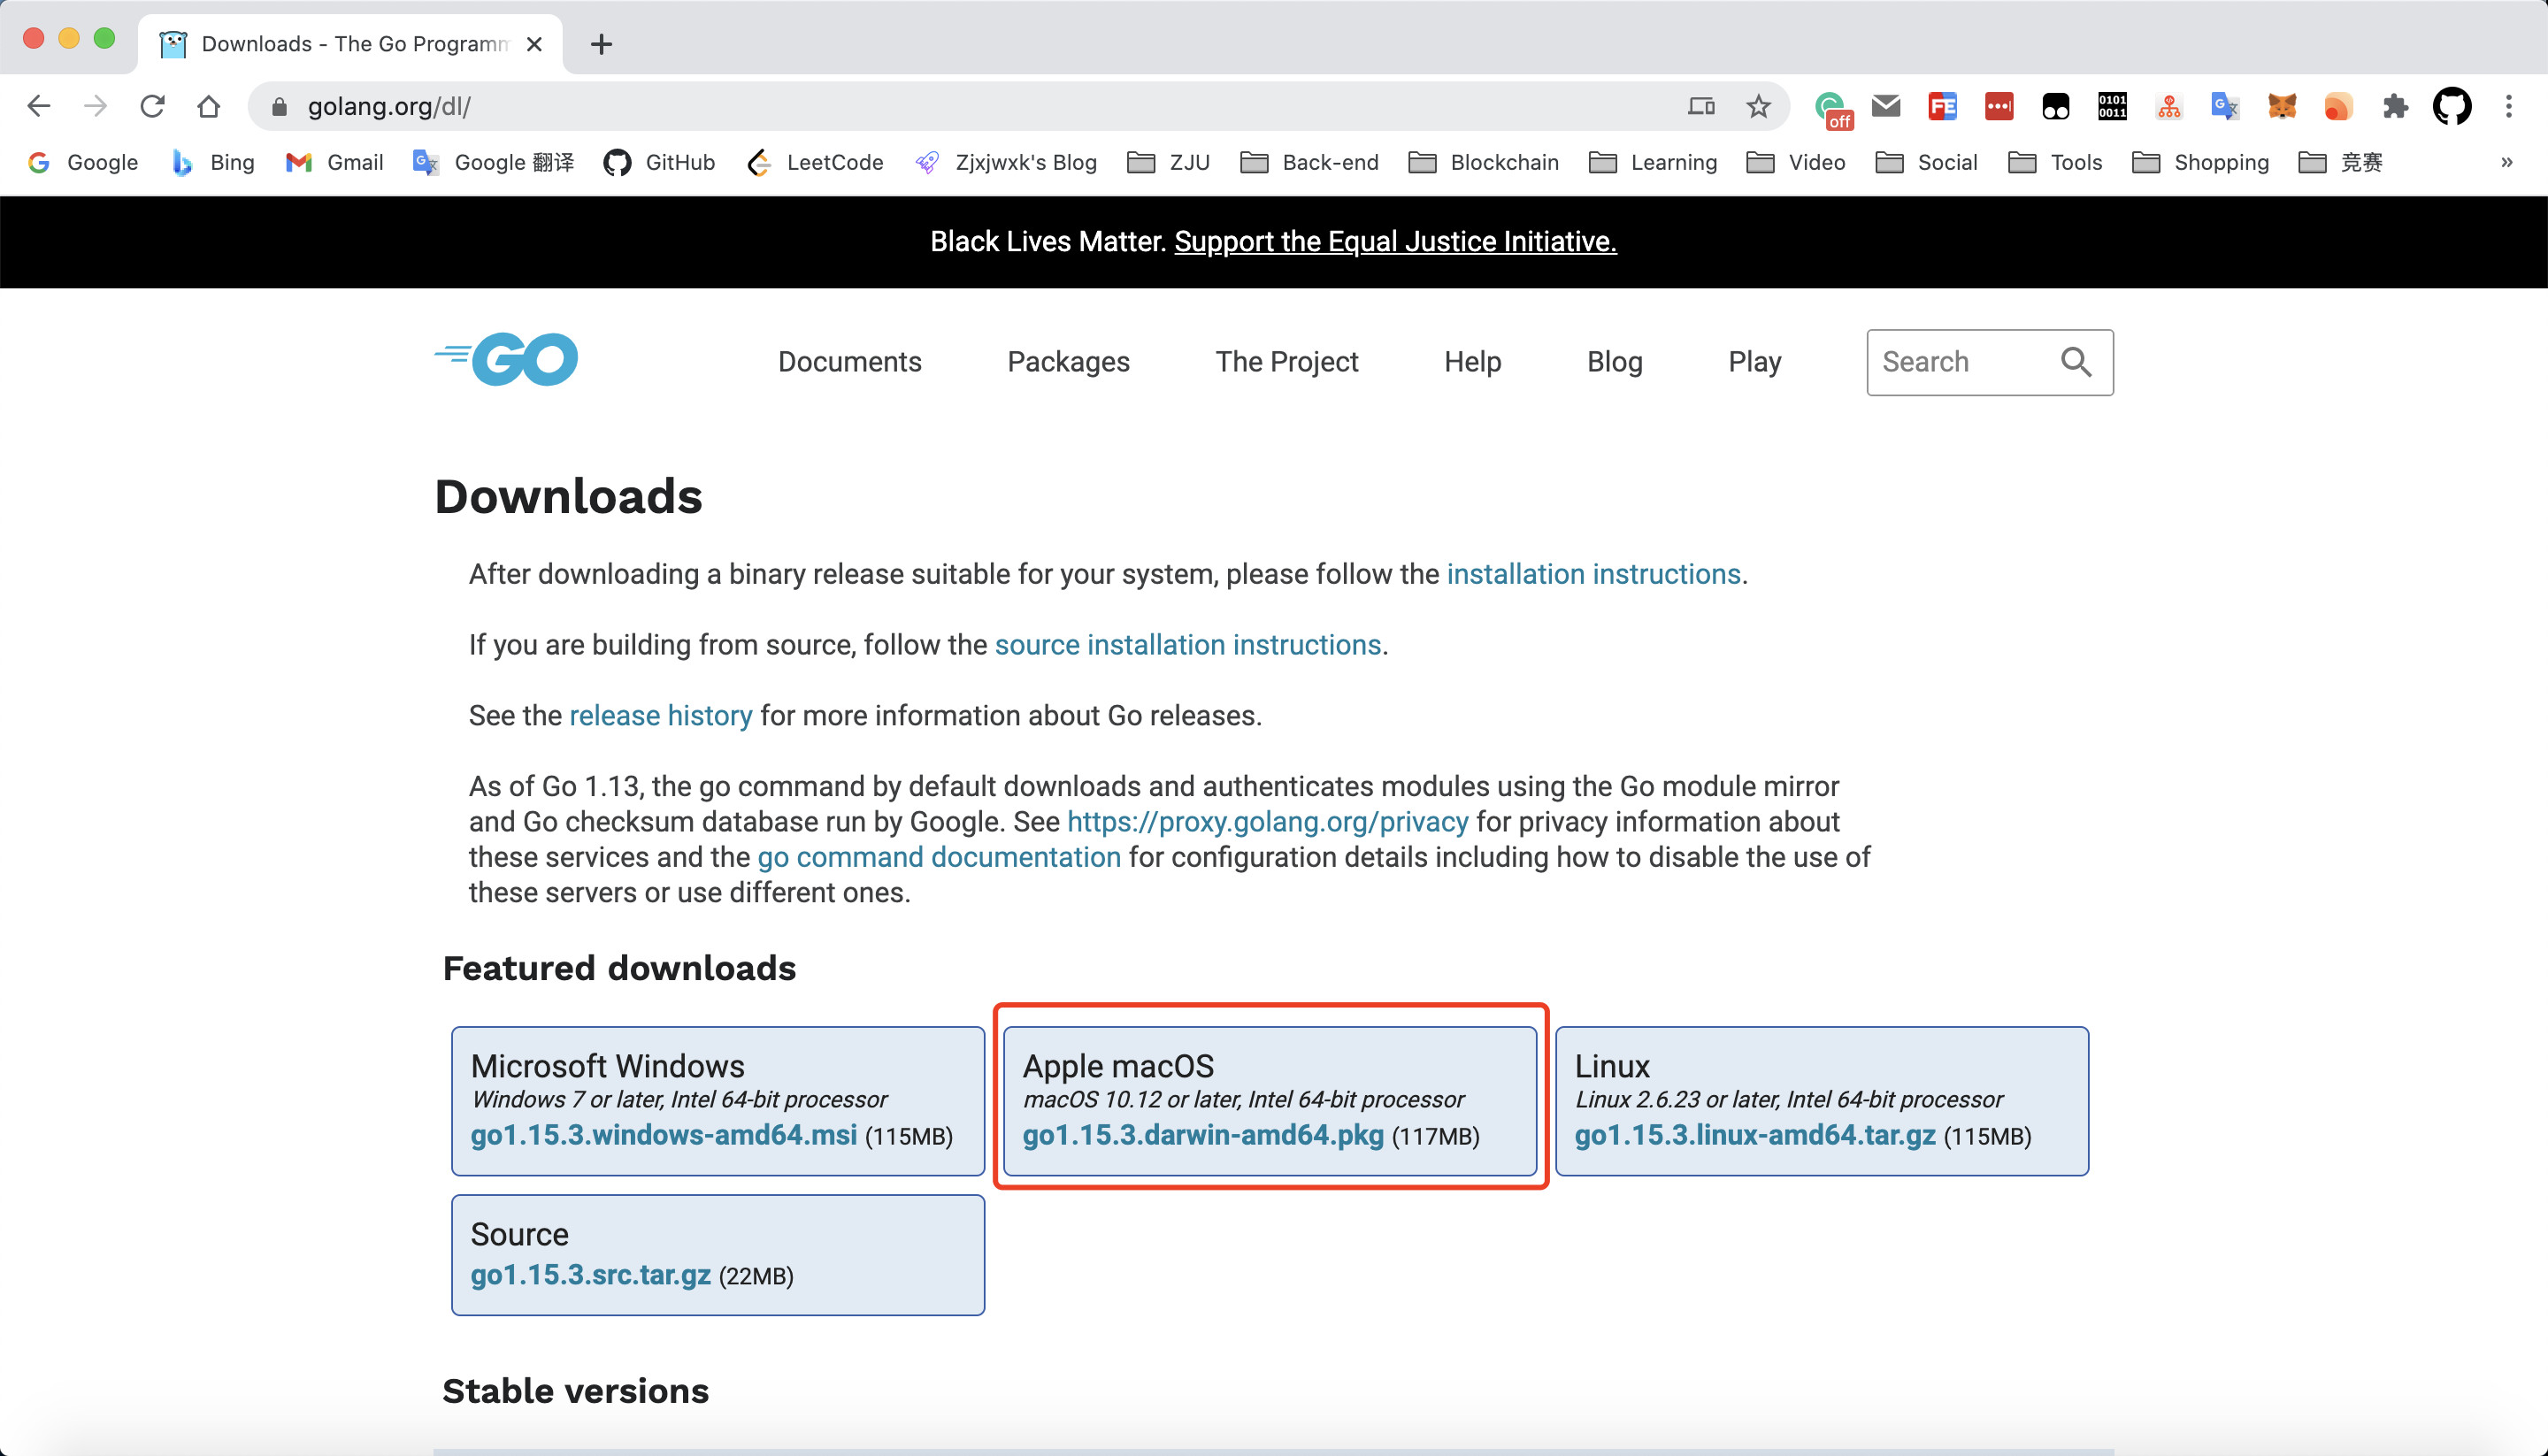 Downloads - The Go Programm
golang.org/dl/
off
FE
0101
0011
Google
Bing
Gmail
Google 翻译
GitHub
LeetCode
Zjxjwxk's Blog
ZJU
Back-end
Blockchain
Learning
Video
Social
Tools
Shopping
竞赛
»
Black Lives Matter. Support the Equal Justice Initiative.
GO
Documents
Packages
The Project
Help
Blog
Play
Search
Downloads
After downloading a binary release suitable for your system, please follow the installation instructions.
If you are building from source, follow the source installation instructions.
See the release history for more information about Go releases.
As of Go 1.13, the go command by default downloads and authenticates modules using the Go module mirror
and Go checksum database run by Google. See https://proxy.golang.org/privacy for privacy information about
these services and the go command documentation for configuration details including how to disable the use of
these servers or use different ones.
Featured downloads
Microsoft Windows
Windows 7 or later, Intel 64-bit processor
go1.15.3.windows-amd64.msi (115MB)
Apple macOS
macOS 10.12 or later, Intel 64-bit processor
go1.15.3.darwin-amd64.pkg (117MB)
Linux
Linux 2.6.23 or later, Intel 64-bit processor
go1.15.3.linux-amd64.tar.gz (115MB)
Source
go1.15.3.src.tar.gz (22MB)
Stable versions